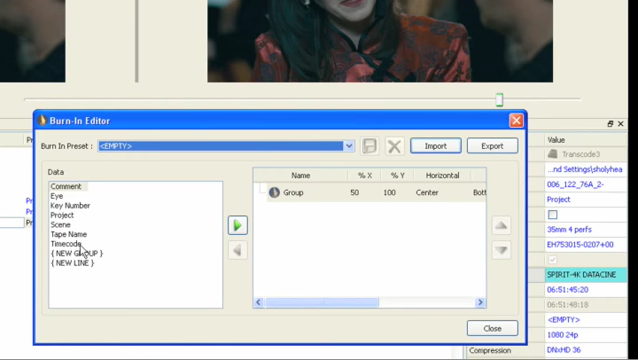 Burn-In Editor
Burn In Preset : <EMPTY>
Import
Export
Data
Comment
Eye
Key Number
Project
Scene
Tape Name
Timecode
{ NEW GROUP }
{ NEW LINE }
Name % X % Y Horizontal
Group 50 100 Center Bott
Close
Value
Transcode3
...nd Settings\sholyhea
006_122_76A_2-
Project
35mm 4 perfs
EH753015-0207+00
SPIRIT-4K DATACINE
06:51:45:20
06:51:48:18
<EMPTY>
1080 24p
Compression DNxHD 36